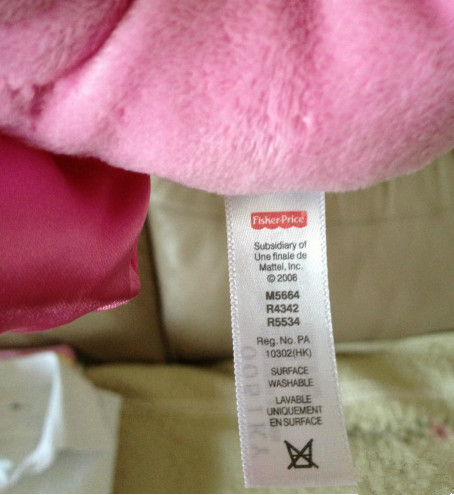 Fisher-Price
Subsidiary of
Une finale de
Mattel, Inc.
© 2008
M5664
R4342
R5534
Reg. No. PA
10302(HK)
SURFACE
WASHABLE
LAVABLE
UNIQUEMENT
EN SURFACE